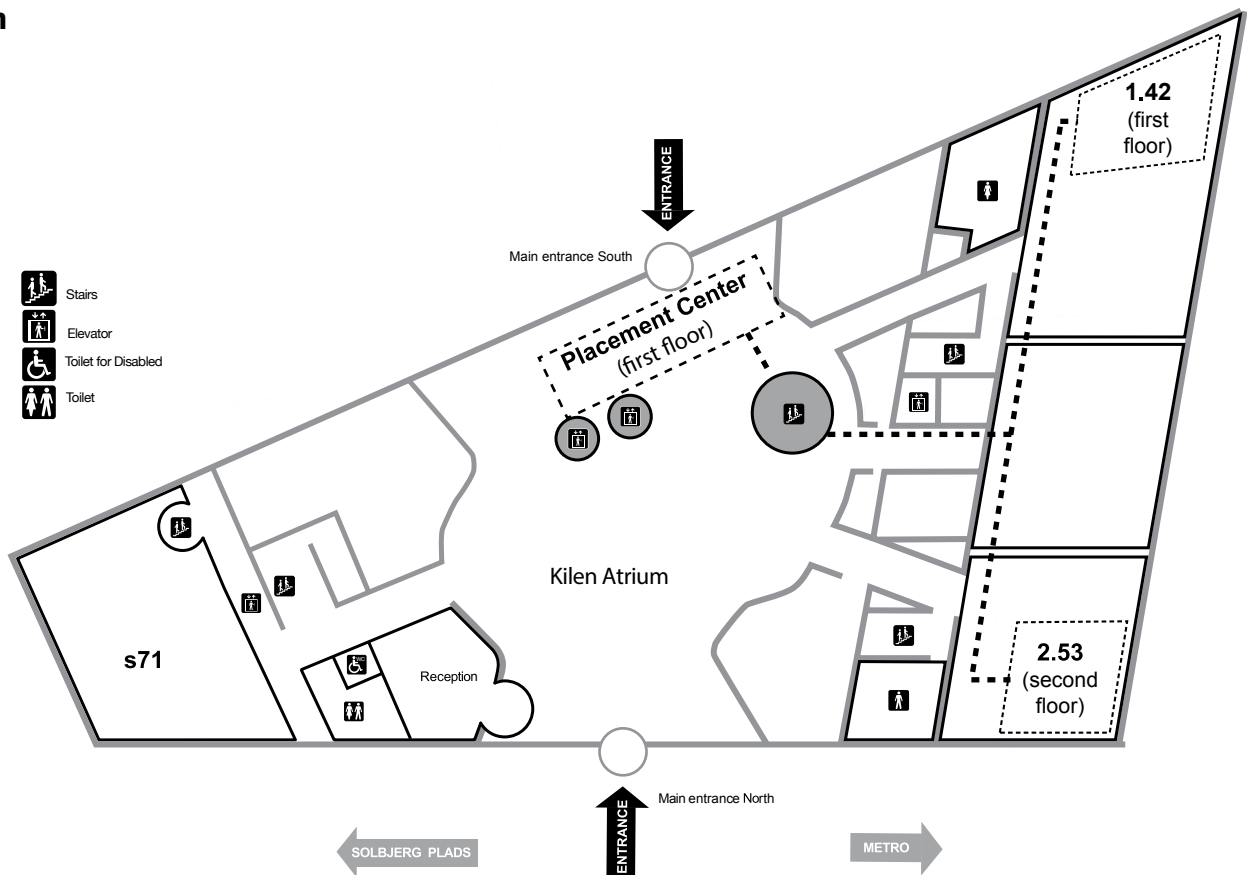 1.42
(first
floor)
ENTRANCE
Main entrance South
Placement Center
(first floor)
Stairs
Elevator
Toilet for Disabled
Toilet
Kilen Atrium
s71
WC
Reception
2.53
(second
floor)
Main entrance North
ENTRANCE
SOLBJERG PLADS
METRO